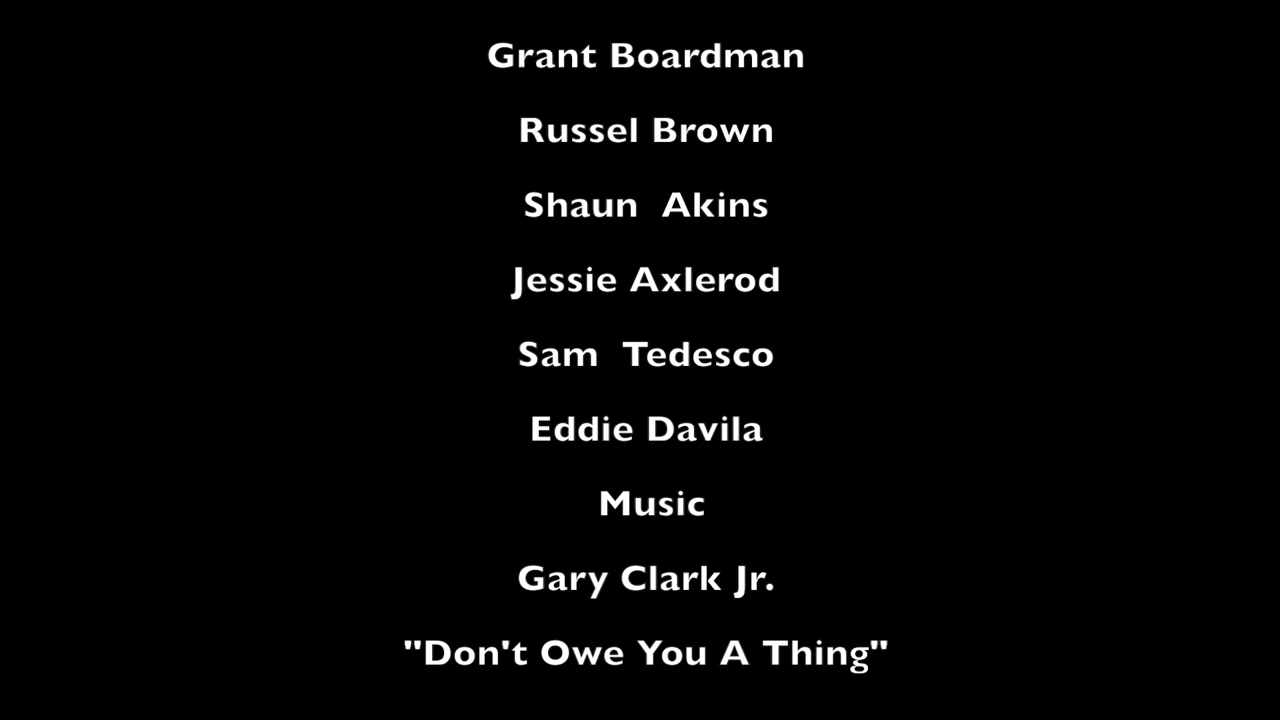 Grant Boardman
Russel Brown
Shaun  Akins
Jessie Axlerod
Sam  Tedesco
Eddie Davila
Music
Gary Clark Jr.
"Don't Owe You A Thing"